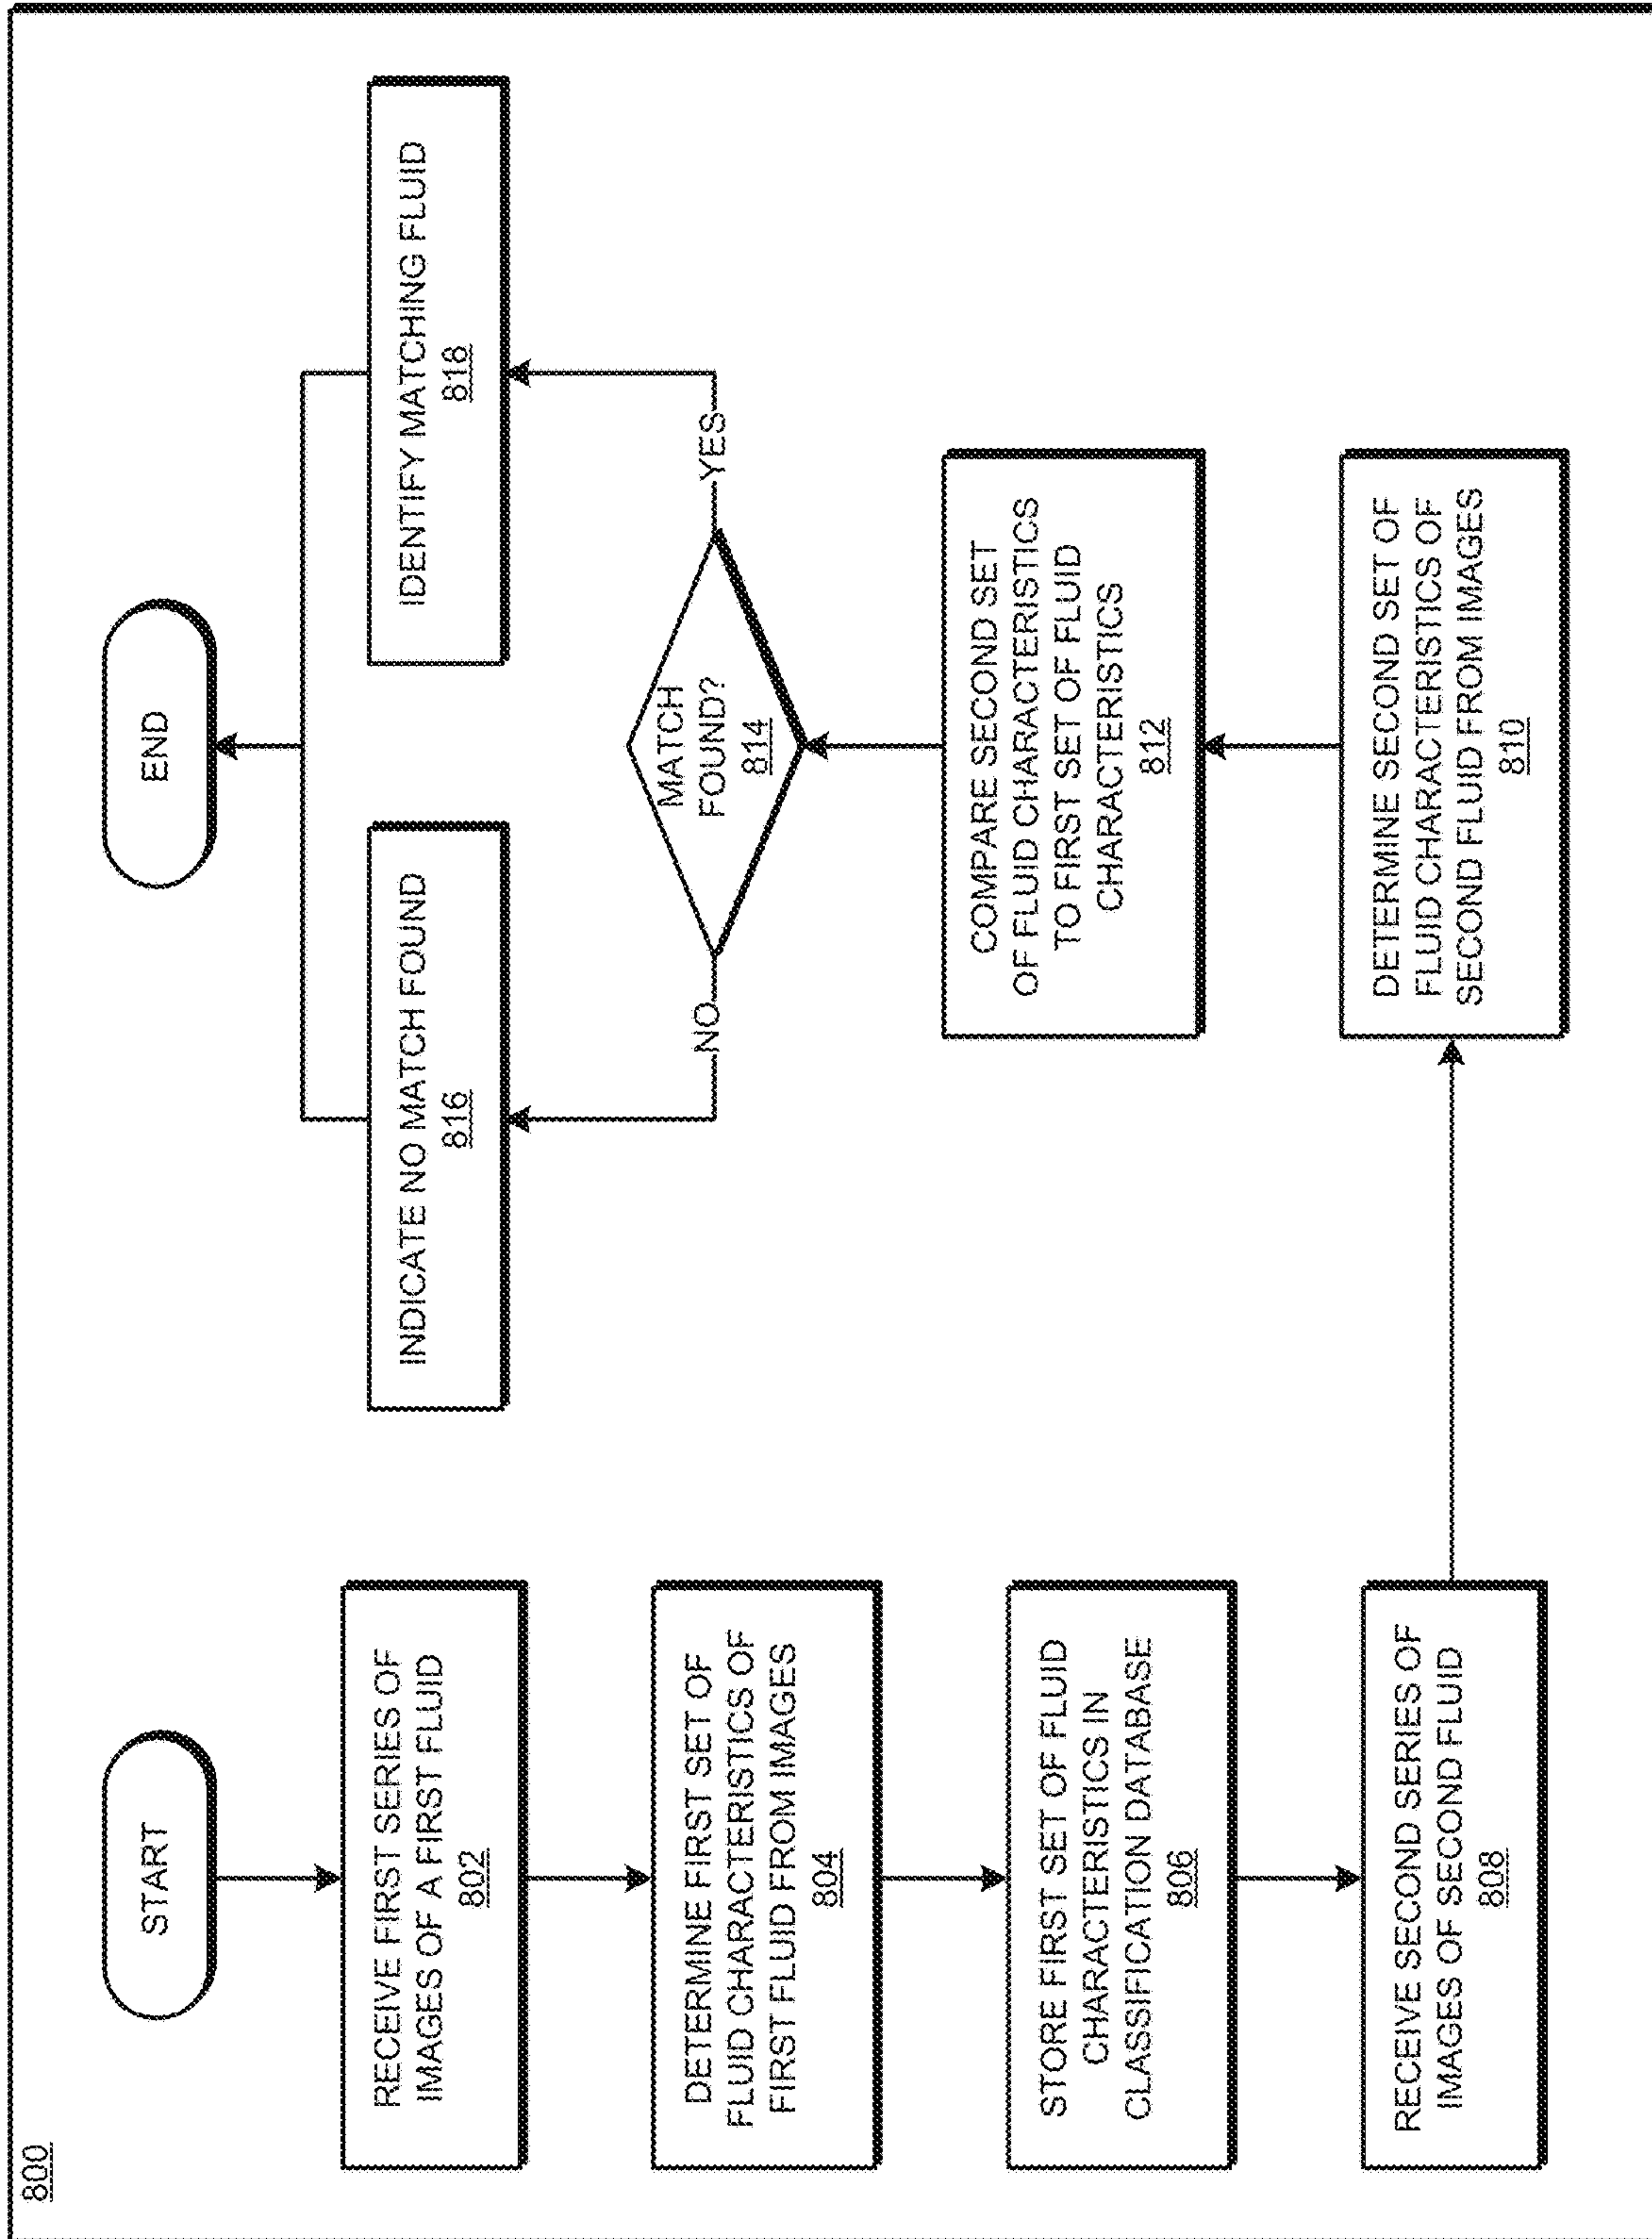 800
START
RECEIVE FIRST SERIES OF
IMAGES OF A FIRST FLUID
802
DETERMINE FIRST SET OF
FLUID CHARACTERISTICS OF
FIRST FLUID FROM IMAGES
804
STORE FIRST SET OF FLUID
CHARACTERISTICS IN
CLASSIFICATION DATABASE
806
RECEIVE SECOND SERIES OF
IMAGES OF SECOND FLUID
808
DETERMINE SECOND SET OF
FLUID CHARACTERISTICS OF
SECOND FLUID FROM IMAGES
810
COMPARE SECOND SET
OF FLUID CHARACTERISTICS
TO FIRST SET OF FLUID
CHARACTERISTICS
812
MATCH
FOUND?
814
NO
YES
INDICATE NO MATCH FOUND
816
IDENTIFY MATCHING FLUID
818
END